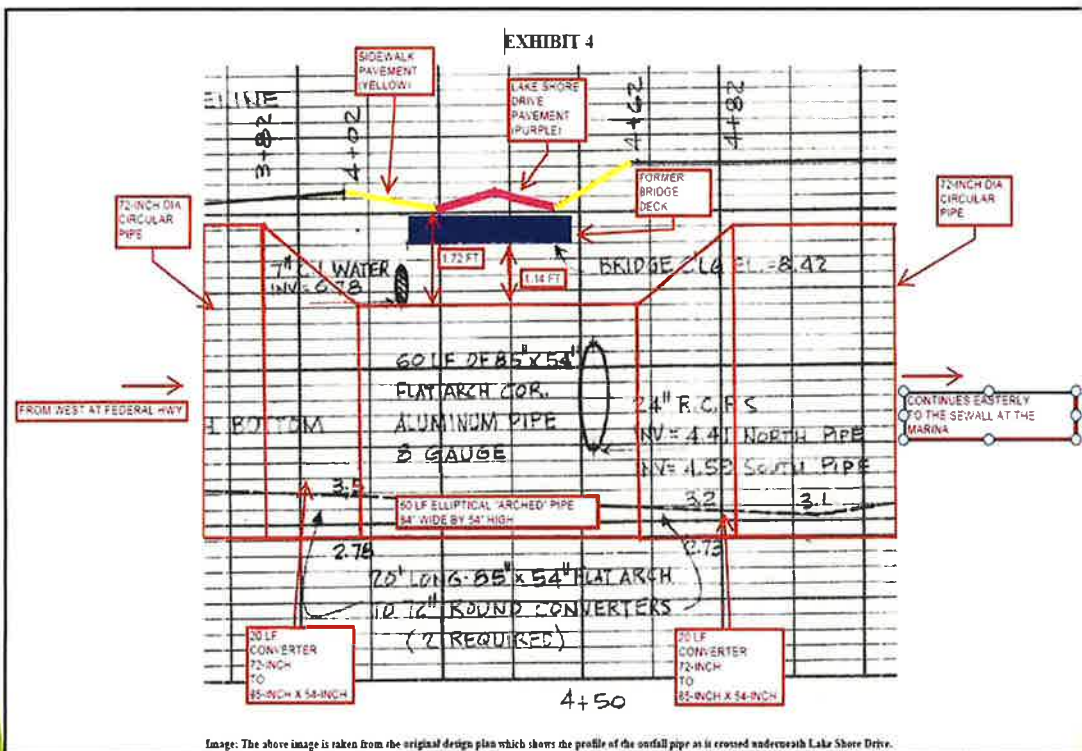 EXHIBIT 4
SIDEWALK
PAVEMENT
(YELLOW)
LAKE SHORE
DRIVE
PAVEMENT
(PURPLE)
ELINE
3+82
4+02
4+62
4+82
FORMER
BRIDGE
DECK
72-INCH DIA
CIRCULAR
PIPE
72-INCH DIA
CIRCULAR
PIPE
WATER
INV=6.78
1.72 FT
1.14 FT
BRIDGE CLG EL.=8.42
60 LF OF 85"x54"
FLAT ARCH COR.
ALUMINUM PIPE
8 GAUGE
FROM WEST AT FEDERAL HWY
BOTTOM
24" R.C.P.S
INV=4.41 NORTH PIPE
SOUTH PIPE
CONTINUES EASTERLY
TO THE SEWALL AT THE
MARINA
3.5
3.2
3.1
60 LF ELLIPTICAL "ARCHED" PIPE
WIDE BY 54" HIGH
2.78
2.73
20' LONG-85"x54" FLAT ARCH
TO 72" ROUND CONVERTERS
(2 REQUIRED)
20 LF
CONVERTER
72-INCH
TO
85-INCH X 54-INCH
20 LF
CONVERTER
72-INCH
TO
85-INCH X 54-INCH
4+50
Image: The above image is taken from the original design plan which shows the profile of the outfall pipe as it crossed underneath Lake Shore Drive.